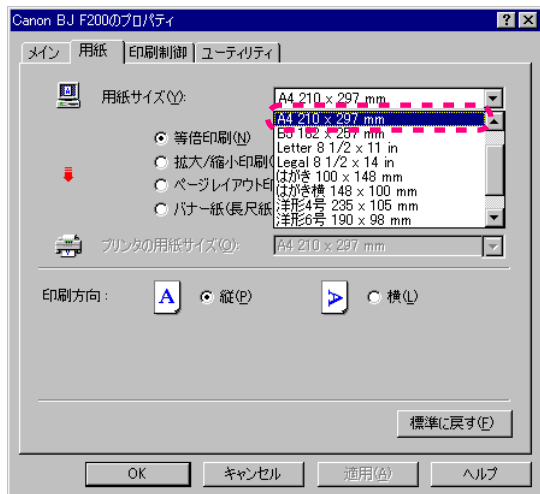 Canon BJ F200のプロパティ
メイン 用紙 印刷制御 ユーティリティ
用紙サイズ(Y): A4 210 x 297 mm
A4 210 x 297 mm
B5 182 x 257 mm
等倍印刷(N)
Letter 8 1/2 x 11 in
拡大/縮小印刷(
Legal 8 1/2 x 14 in
はがき 100 x 148 mm
ページレイアウト印
はがき横 148 x 100 mm
洋形4号 235 x 105 mm
バナー紙(長尺紙
洋形6号 190 x 98 mm
プリンタの用紙サイズ(O): A4 210 x 297 mm
印刷方向: A 縦(P) A 横(L)
標準に戻す(F)
OK キャンセル 適用(A) ヘルプ